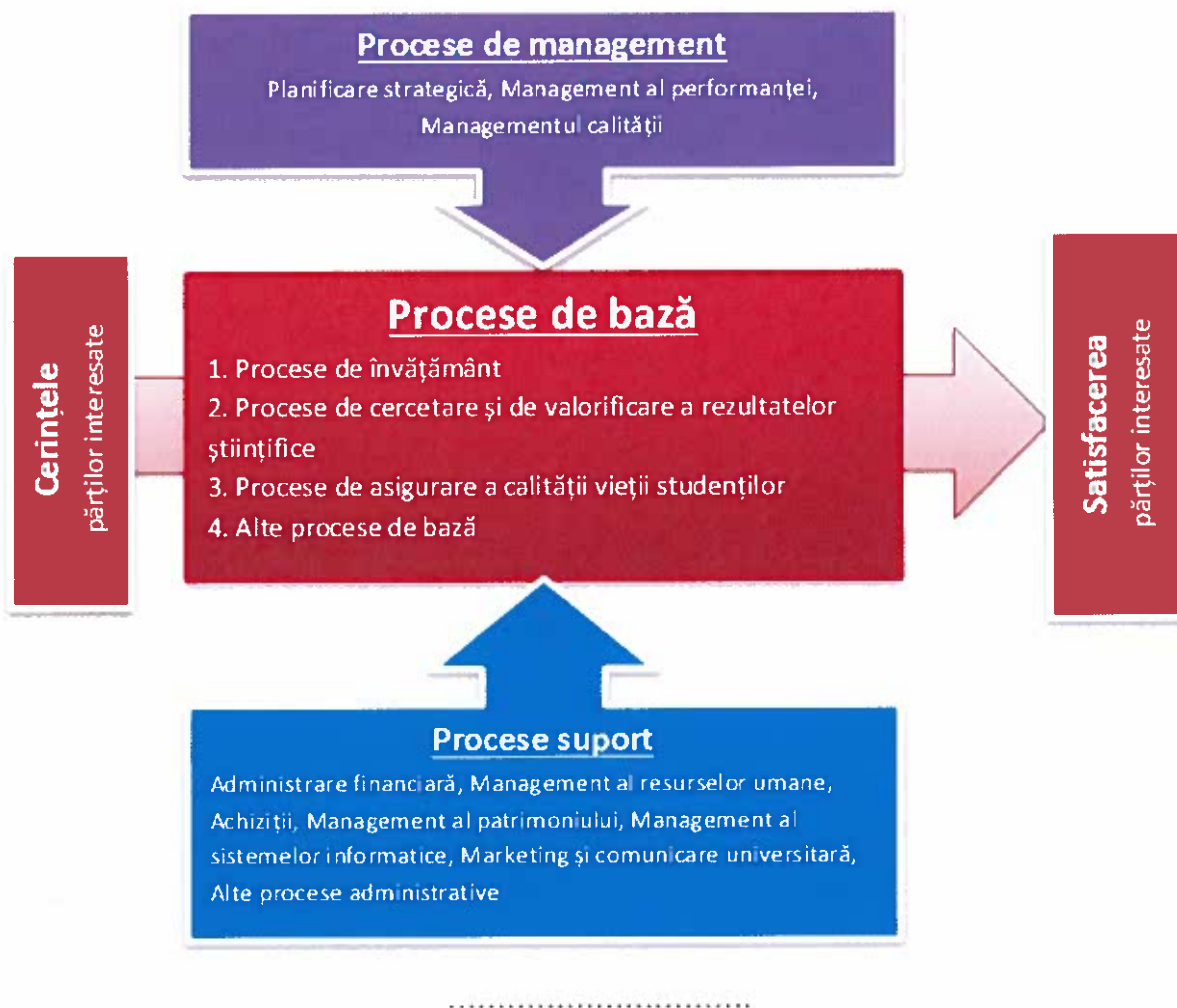 Procese de management
Planificare strategică, Management al performanței,
Managementul calității
Cerințele
părților interesate
Procese de bază
1. Procese de învățământ
2. Procese de cercetare și de valorificare a rezultatelor
științifice
3. Procese de asigurare a calității vieții studenților
4. Alte procese de bază
Satisfacerea
părților interesate
Procese suport
Administrare financiară, Management al resurselor umane,
Achiziții, Management al patrimoniului, Management al
sistemelor informatice, Marketing și comunicare universitară,
Alte procese administrative